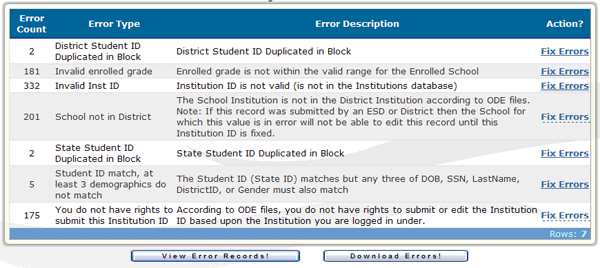 Error Count Error Type Error Description Action?
2 District Student ID Duplicated in Block District Student ID Duplicated in Block Fix Errors
181 Invalid enrolled grade Enrolled grade is not within the valid range for the Enrolled School Fix Errors
332 Invalid Inst ID Institution ID is not valid (is not in the Institutions database) Fix Errors
201 School not in District The School Institution is not in the District Institution according to ODE files.
Note: If this record was submitted by an ESD or District then the School for
which this value is in error will not be able to edit this record until this
Institution ID is fixed. Fix Errors
2 State Student ID Duplicated in Block State Student ID Duplicated in Block Fix Errors
5 Student ID match, at least 3 demographics do not match The Student ID (State ID) matches but any three of DOB, SSN, LastName,
DistrictID, or Gender must also match Fix Errors
175 You do not have rights to submit this Institution ID According to ODE files, you do not have rights to submit or edit the Institution
ID based upon the Institution you are logged in under. Fix Errors
Rows: 7
View Error Records! Download Errors!